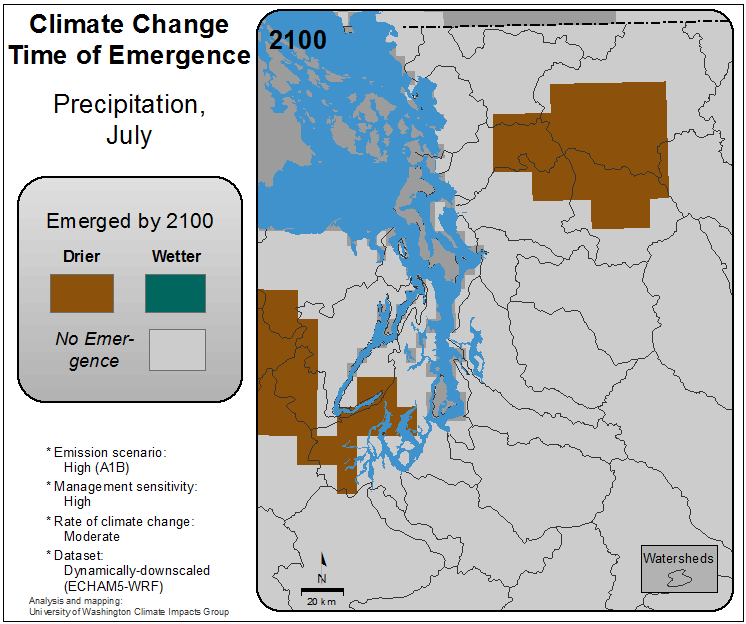 Climate Change
Time of Emergence
Precipitation,
July
Emerged by 2100
Drier
Wetter
No Emer-
gence
* Emission scenario:
High (A1B)
* Management sensitivity:
High
* Rate of climate change:
Moderate
* Dataset:
Dynamically-downscaled
(ECHAM5-WRF)
Analysis and mapping:
University of Washington Climate Impacts Group
2100
N
20 km
Watersheds